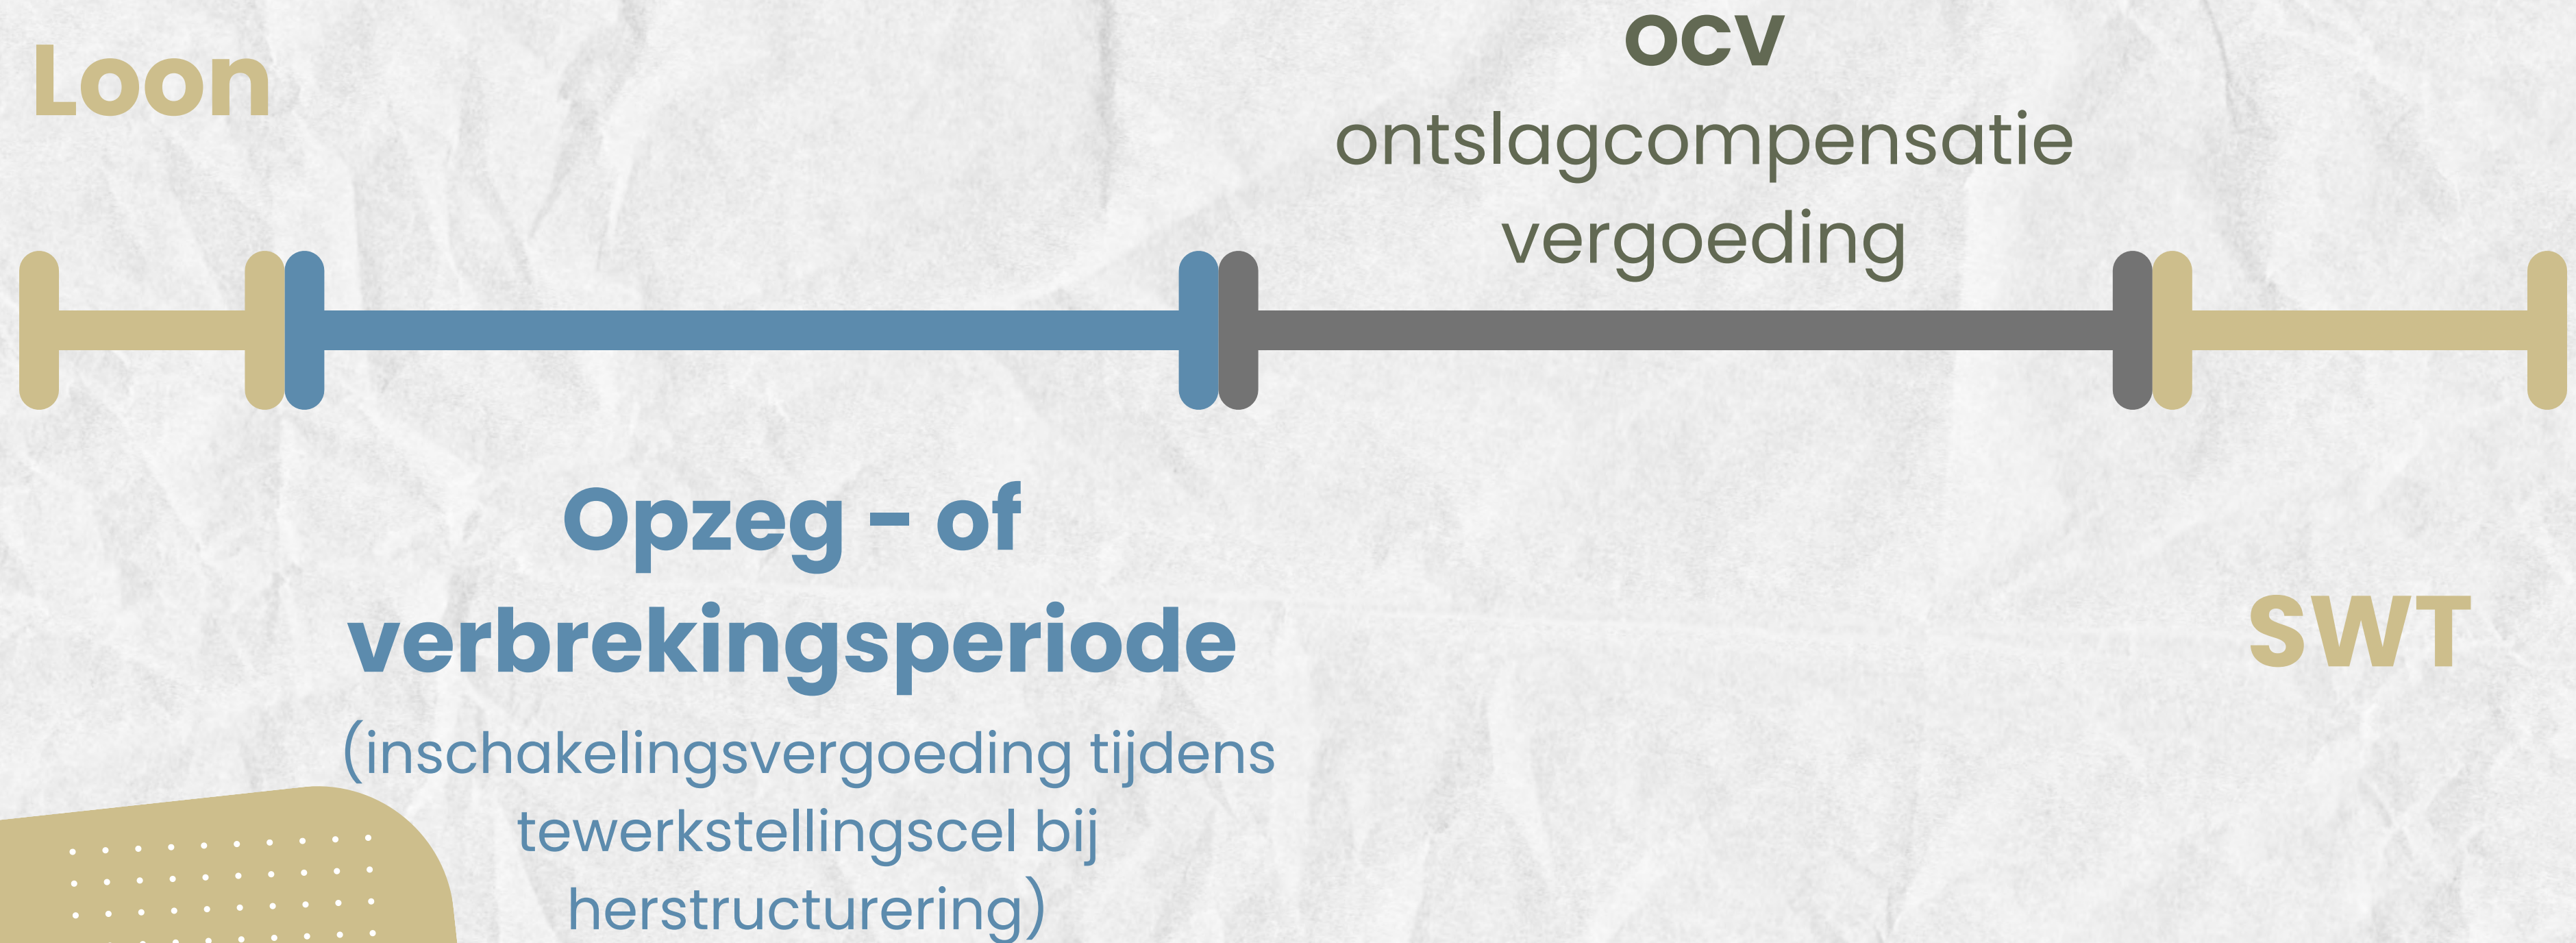 Loon
OCV
ontslagcompensatie
vergoeding
Opzeg - of
verbrekingsperiode
(inschakelingsvergoeding tijdens
tewerkstellingscel bij
herstructurering)
SWT